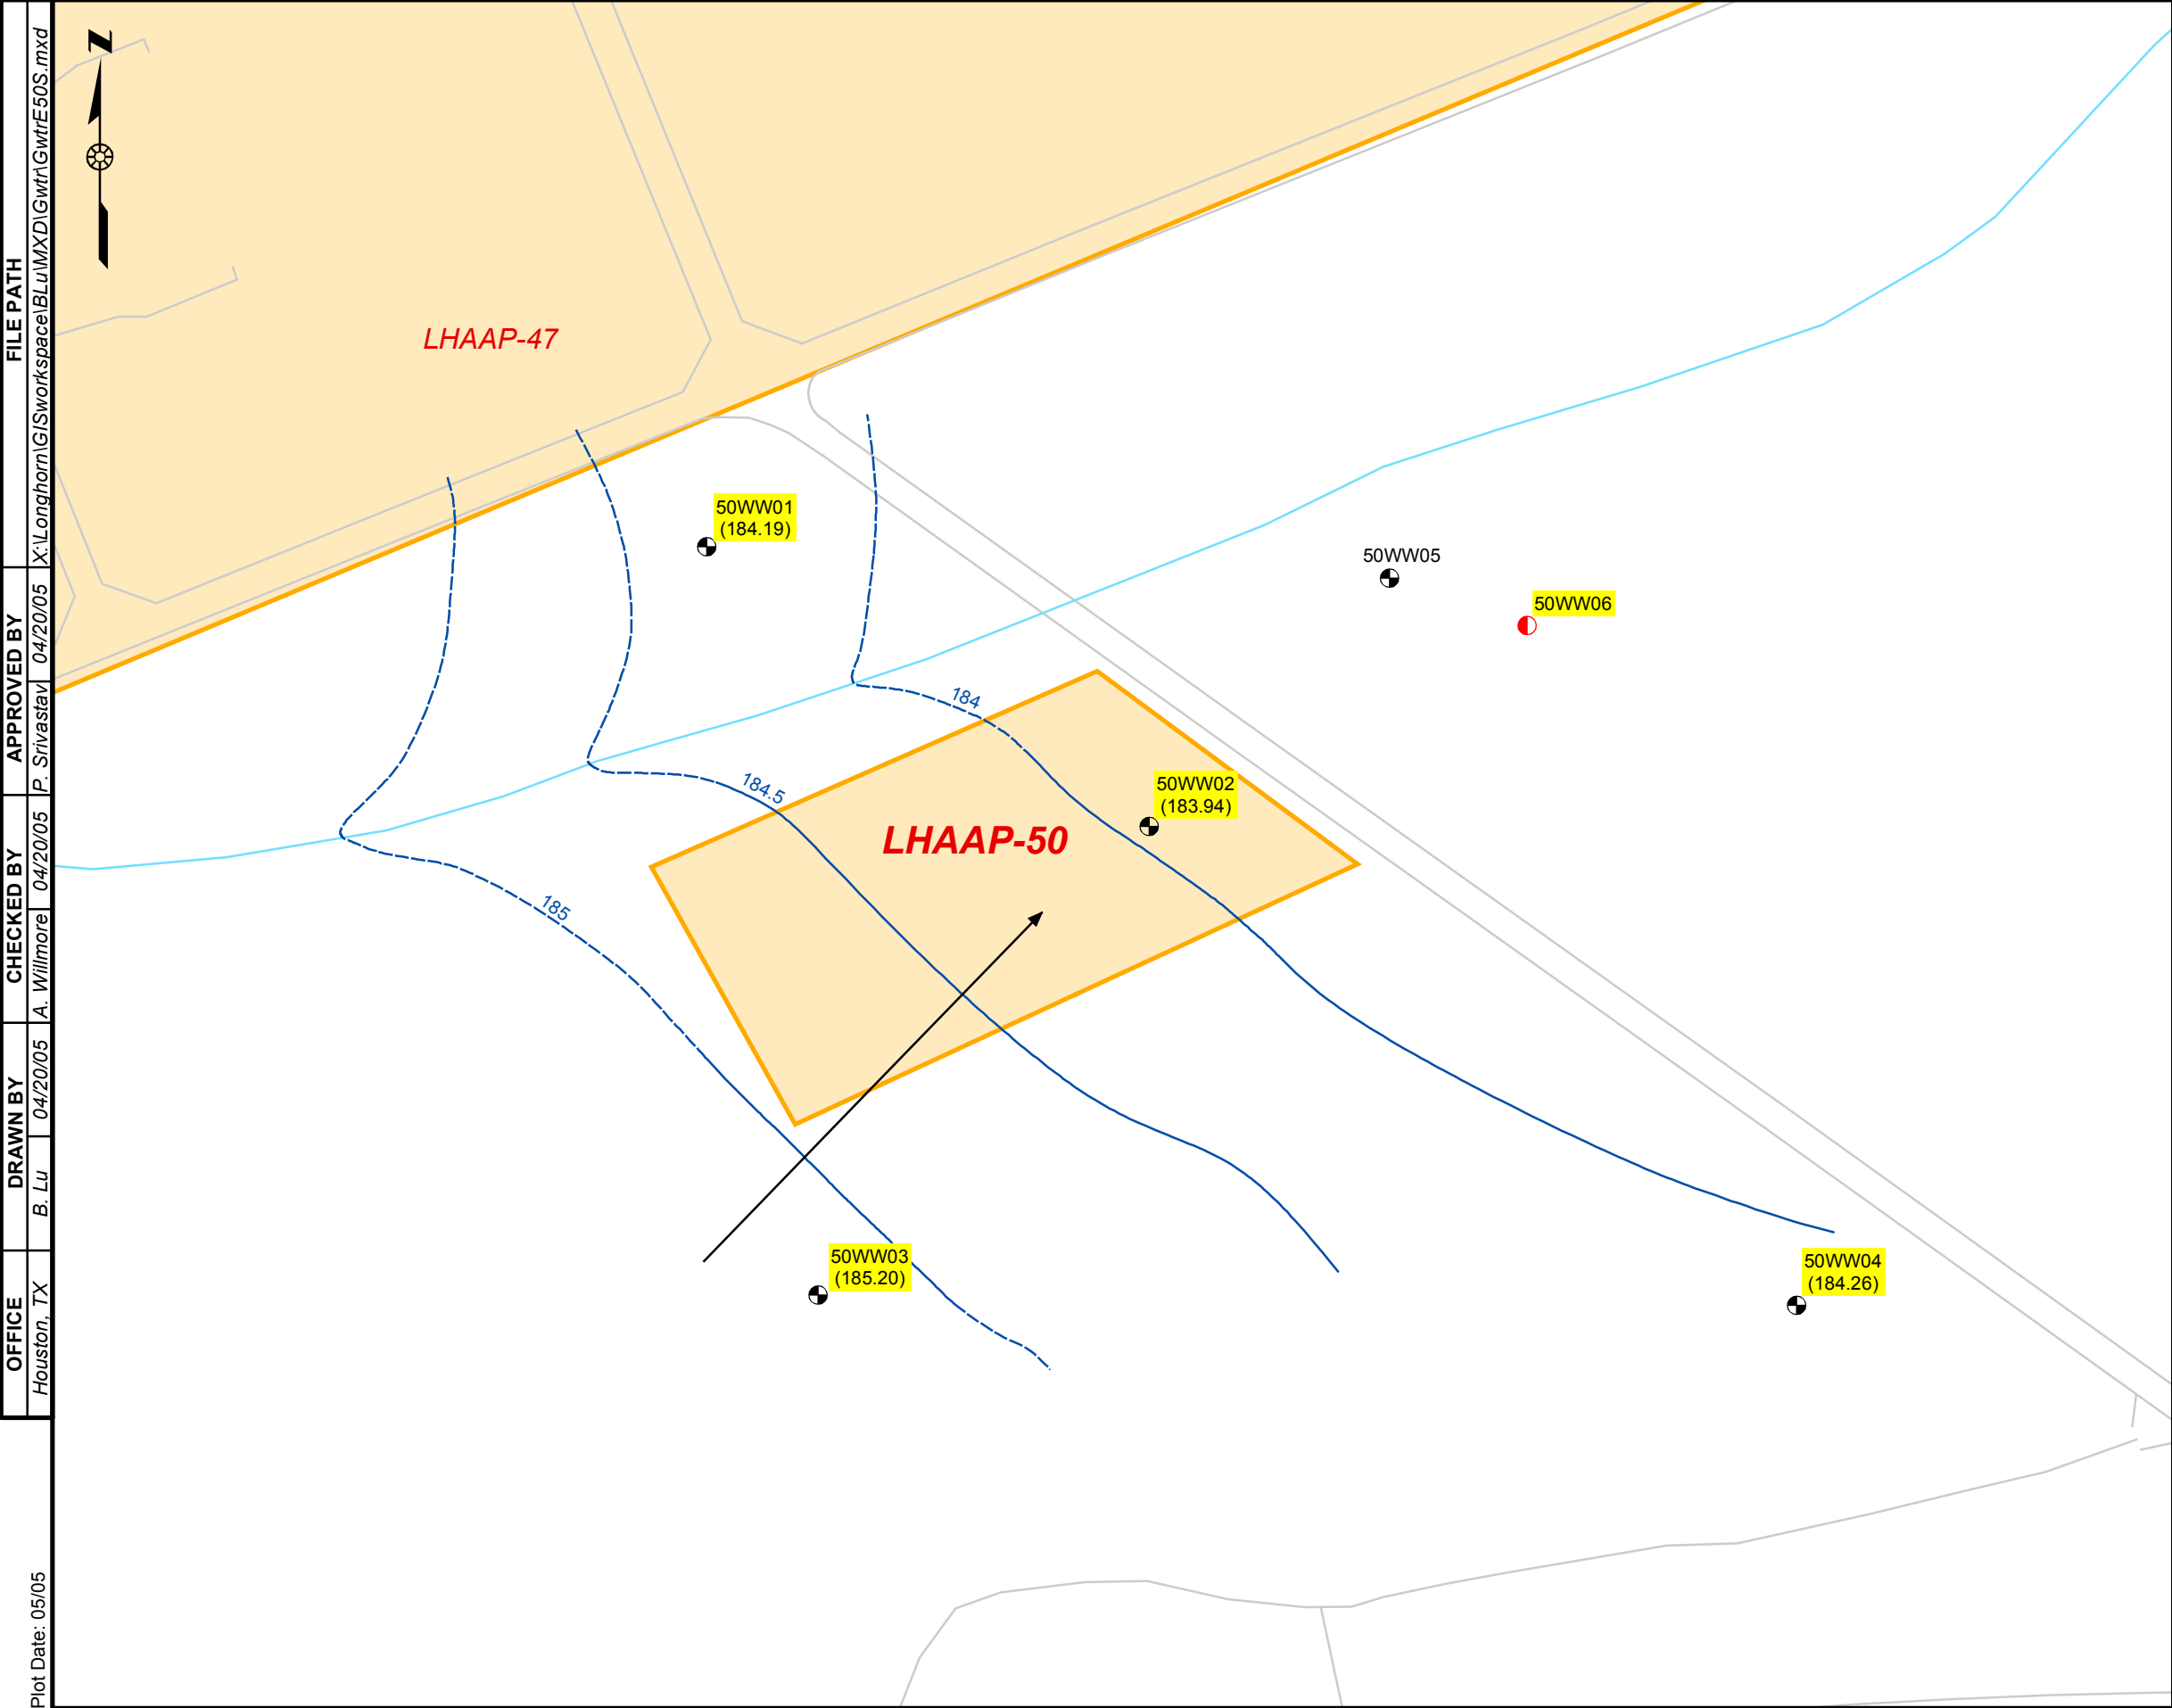 FILE PATH
X:\Longhorn\GISworkspace\BLu\MXD\Gwtr\GwtrE50S.mxd
APPROVED BY
P. Srivastav 04/20/05
CHECKED BY
A. Willmore 04/20/05
DRAWN BY
B. Lu 04/20/05
OFFICE
Houston, TX
Plot Date: 05/05
N
LHAAP-47
50WW01
(184.19)
50WW05
50WW06
184
184.5
50WW02
(183.94)
LHAAP-50
185
50WW03
(185.20)
50WW04
(184.26)